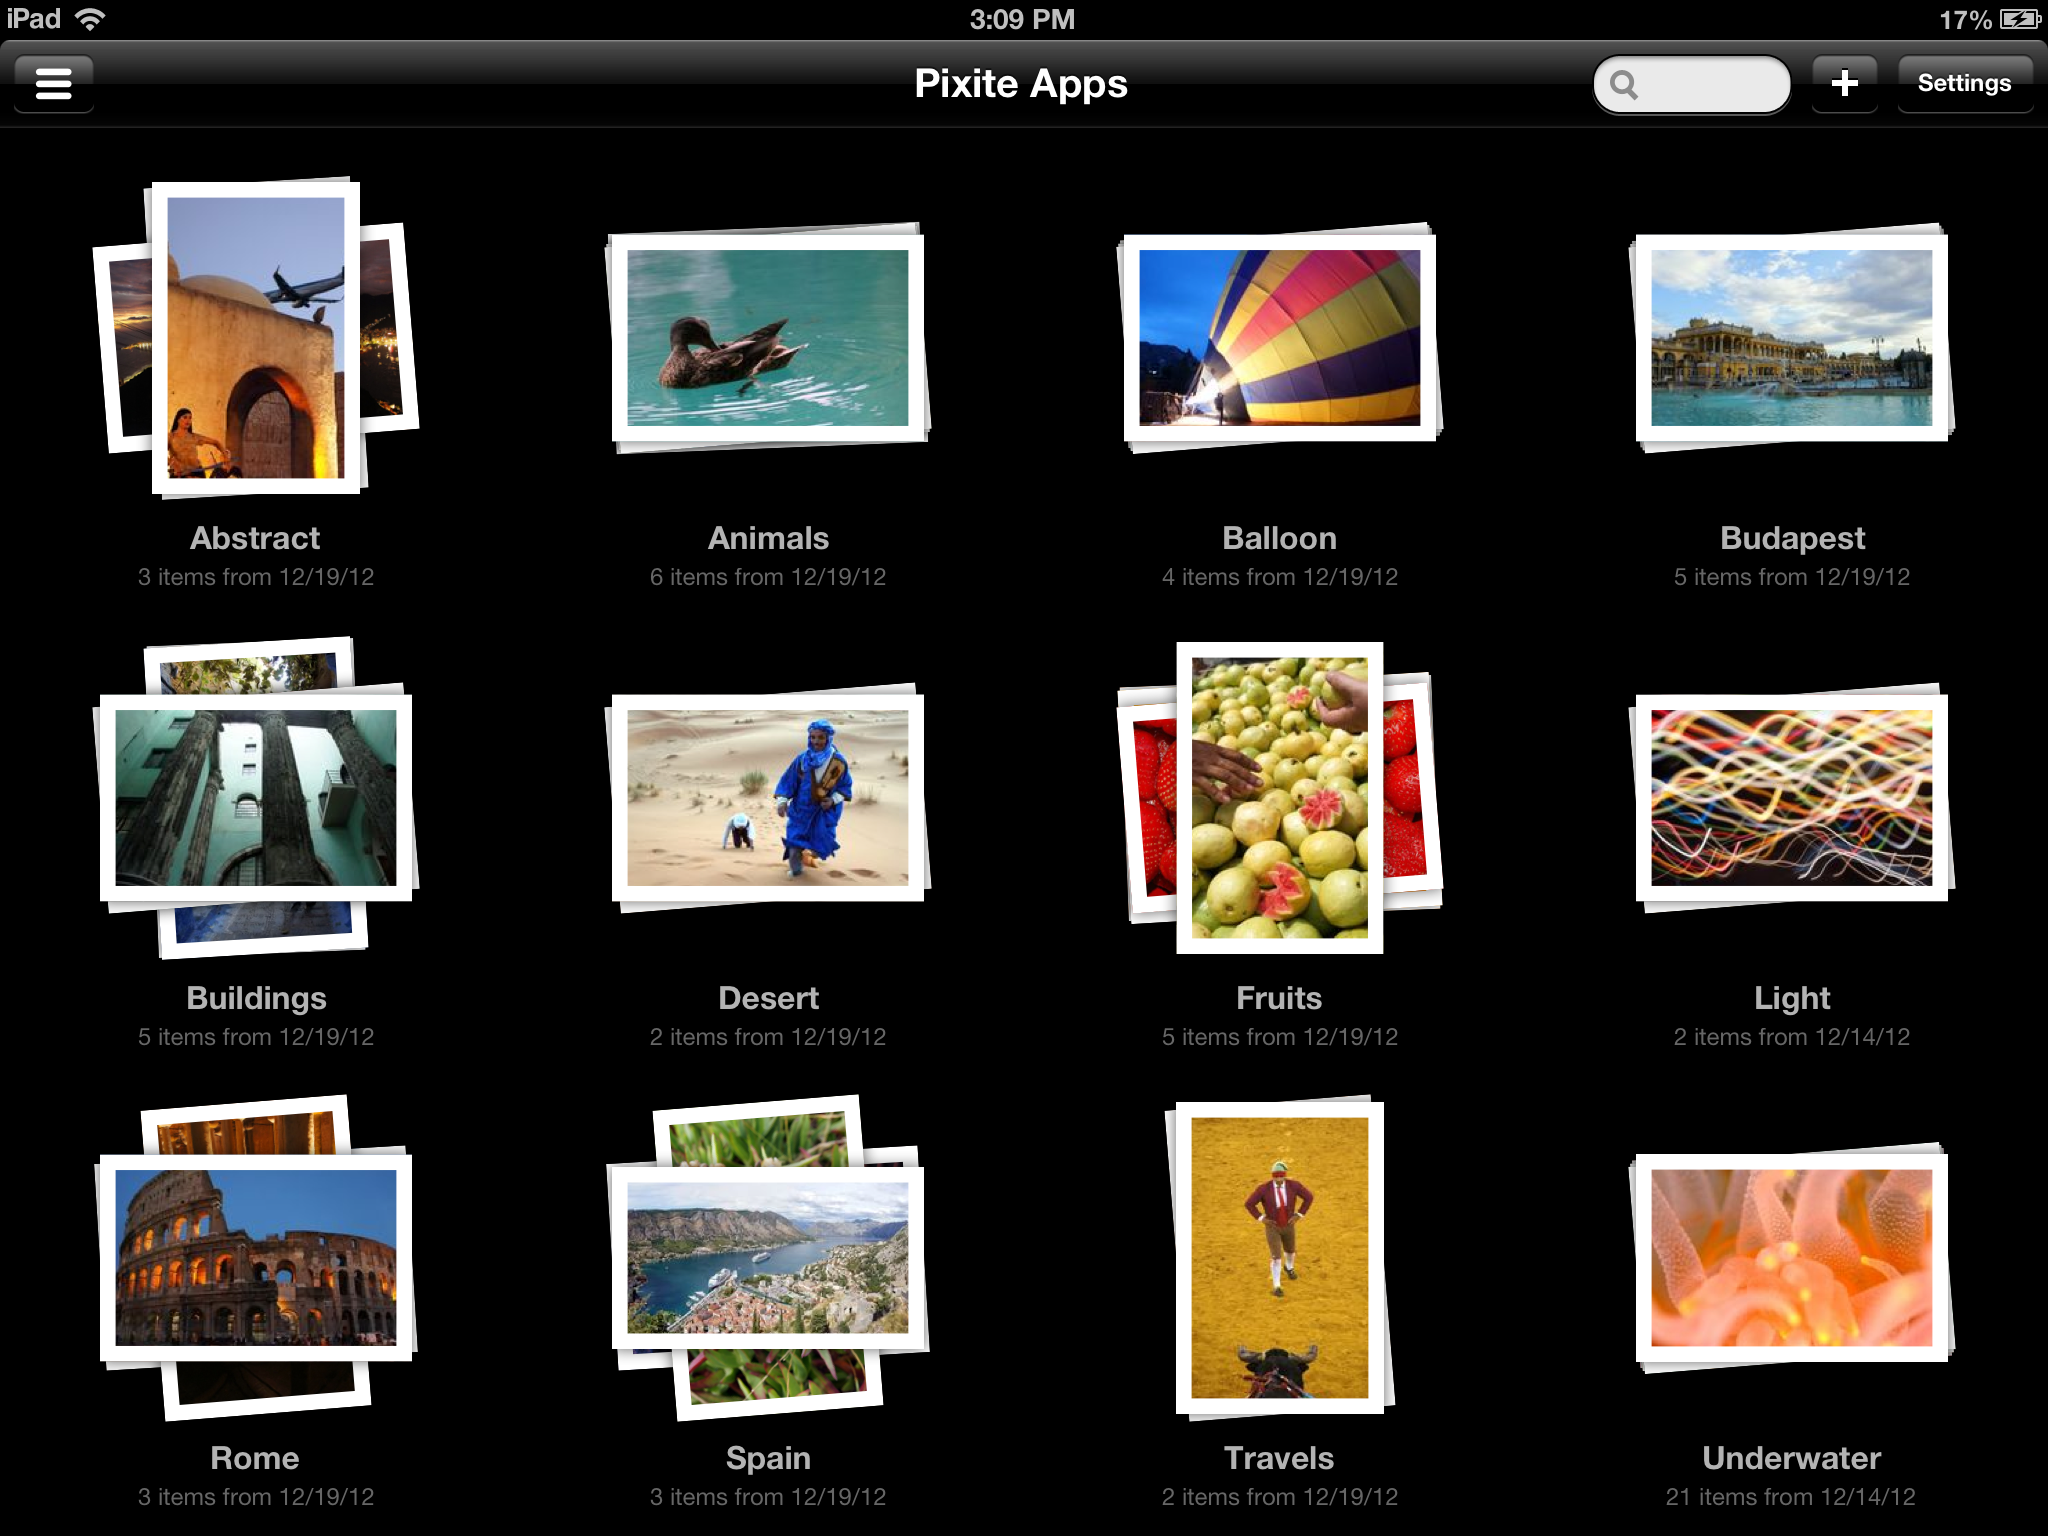 iPad 3:09 PM 17%
Pixite Apps Settings
Abstract Animals Balloon Budapest
3 items from 12/19/12 6 items from 12/19/12 4 items from 12/19/12 5 items from 12/19/12
Buildings Desert Fruits Light
5 items from 12/19/12 2 items from 12/19/12 5 items from 12/19/12 2 items from 12/14/12
Rome Spain Travels Underwater
3 items from 12/19/12 3 items from 12/19/12 2 items from 12/19/12 21 items from 12/14/12